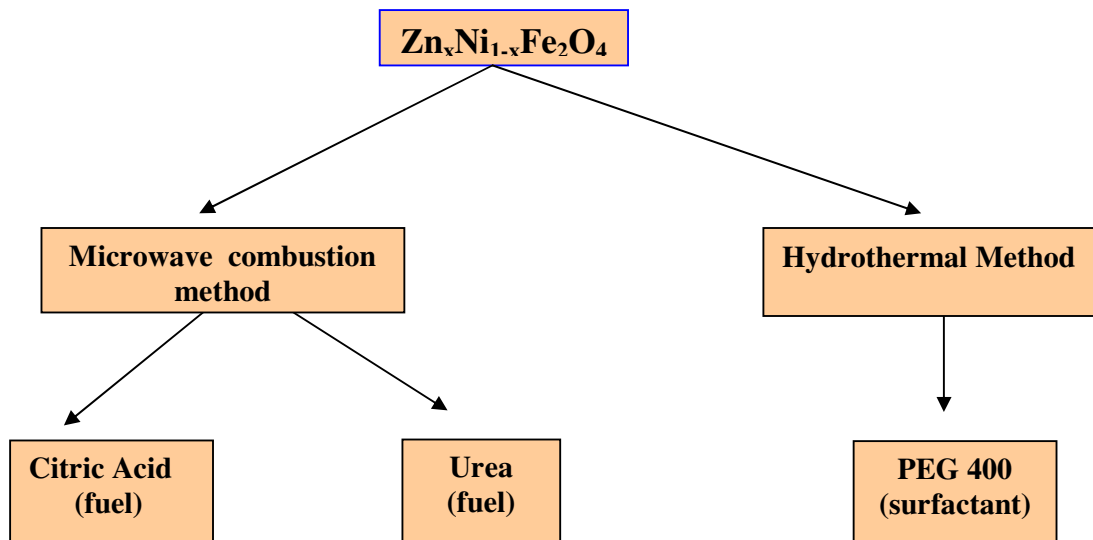 ZnₓNi₁₋ₓFe₂O₄
Microwave combustion
method
Hydrothermal Method
Citric Acid
(fuel)
Urea
(fuel)
PEG 400
(surfactant)